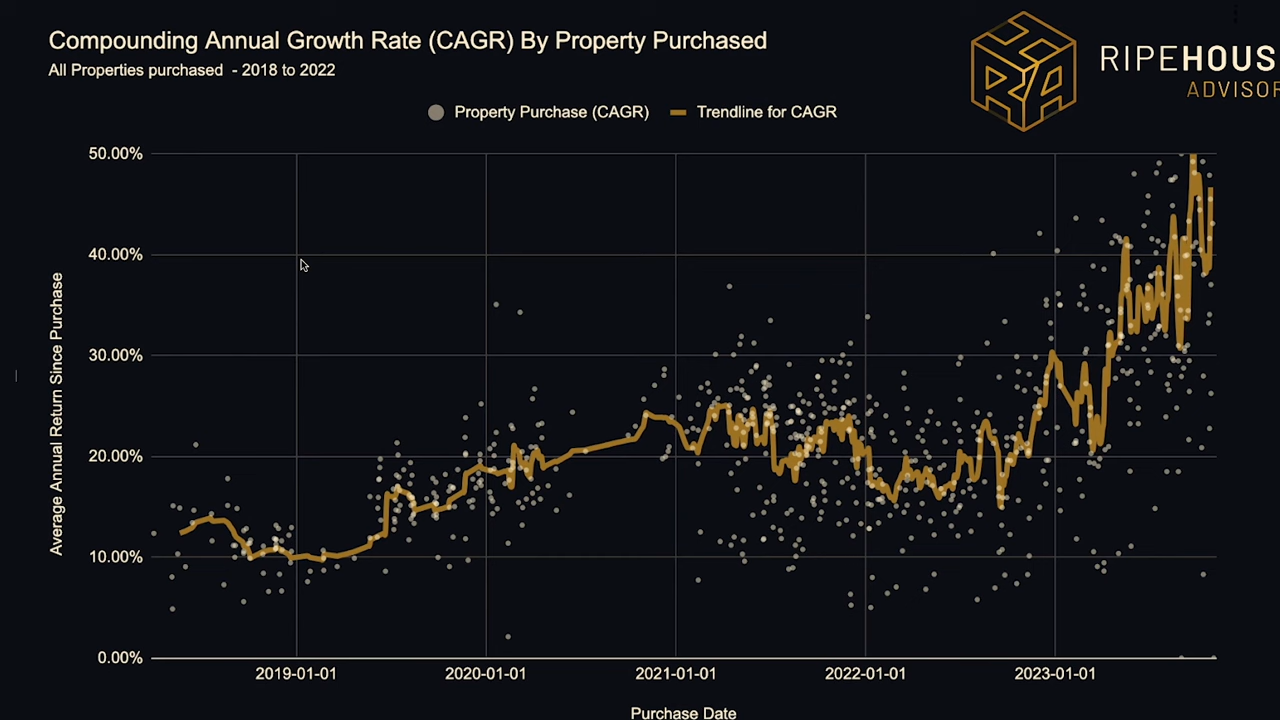 Compounding Annual Growth Rate (CAGR) By Property Purchased
All Properties purchased - 2018 to 2022
RIPEHOUS
ADVISOR
RHA
Property Purchase (CAGR)
Trendline for CAGR
50.00%
40.00%
30.00%
20.00%
10.00%
0.00%
Average Annual Return Since Purchase
2019-01-01
2020-01-01
2021-01-01
2022-01-01
2023-01-01
Purchase Date